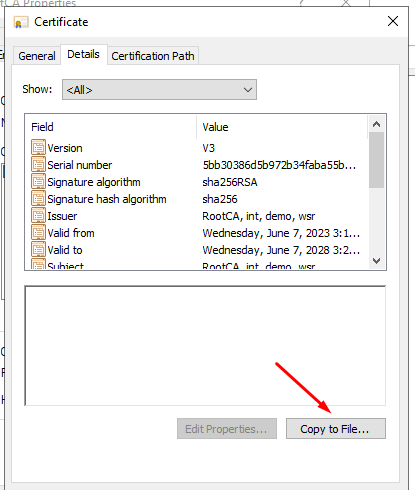 tCA Properties ?
Certificate
General Details Certification Path
Show: <All>
Field Value
Version V3
Serial number 5bb30386d5b972b34faba55b...
Signature algorithm sha256RSA
Signature hash algorithm sha256
Issuer RootCA, int, demo, wsr
Valid from Wednesday, June 7, 2023 3:1...
Valid to Wednesday, June 7, 2028 3:2...
Subject RootCA, int, demo, wsr
Edit Properties...
Copy to File...